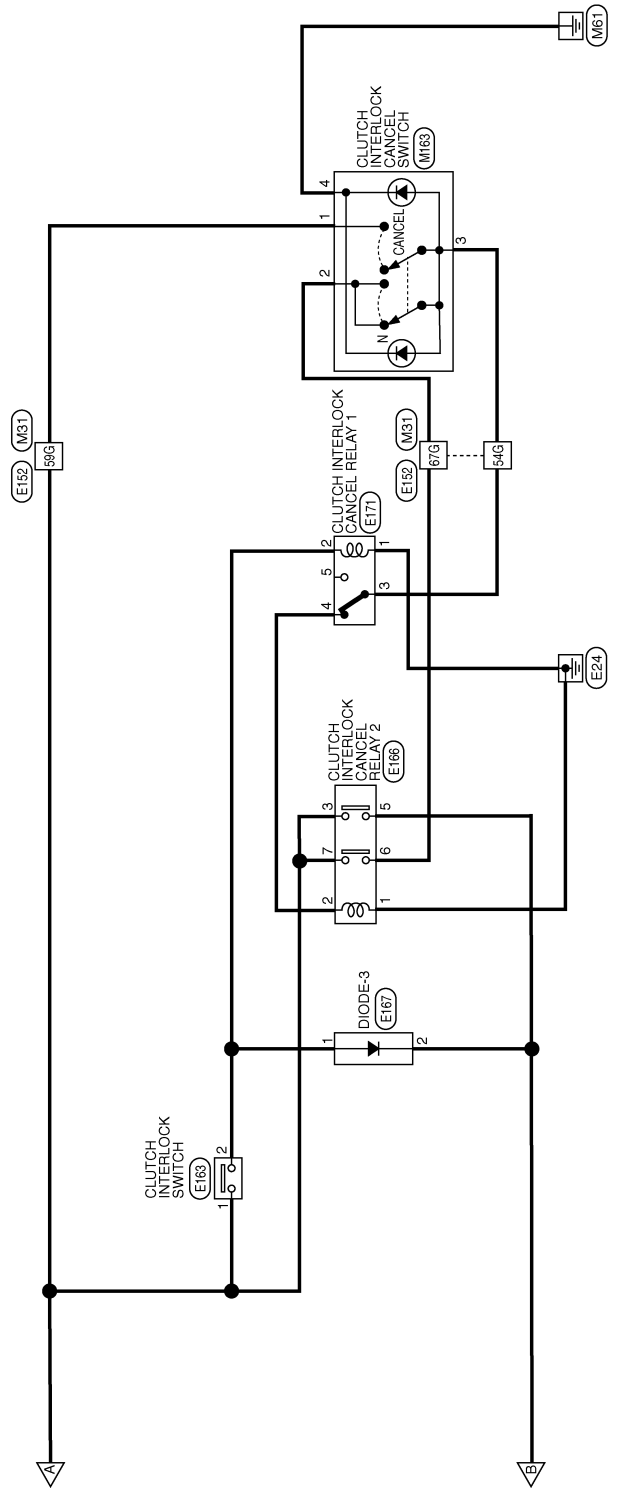 A
B
CLUTCH
INTERLOCK
SWITCH
E163
1
2
DIODE-3
E167
1
2
CLUTCH
INTERLOCK
CANCEL
RELAY 2
E166
2
7
3
1
6
5
E24
CLUTCH INTERLOCK
CANCEL RELAY 1
E171
4
5
2
3
1
E152
M31
59G
E152
M31
67G
54G
CLUTCH
INTERLOCK
CANCEL
SWITCH
M163
2
1
4
N
CANCEL
3
M61